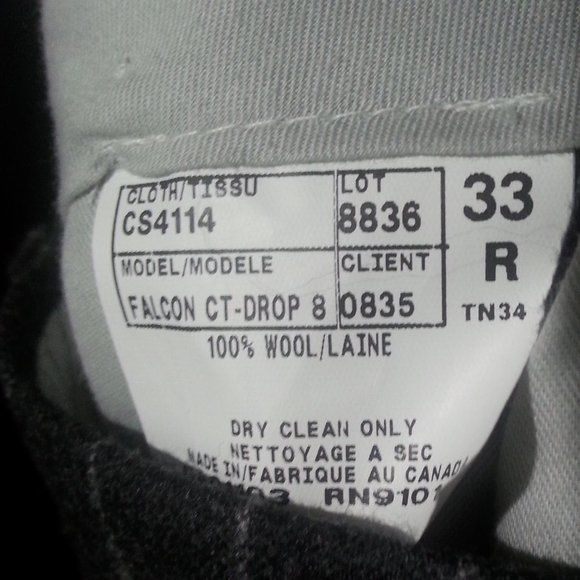 CLOTH/TISSU LOT 33
CS4114 8836
MODEL/MODELE CLIENT R
FALCON CT-DROP 8 0835 TN34
100% WOOL/LAINE
DRY CLEAN ONLY
NETTOYAGE A SEC
MADE IN/FABRIQUE AU CANADA